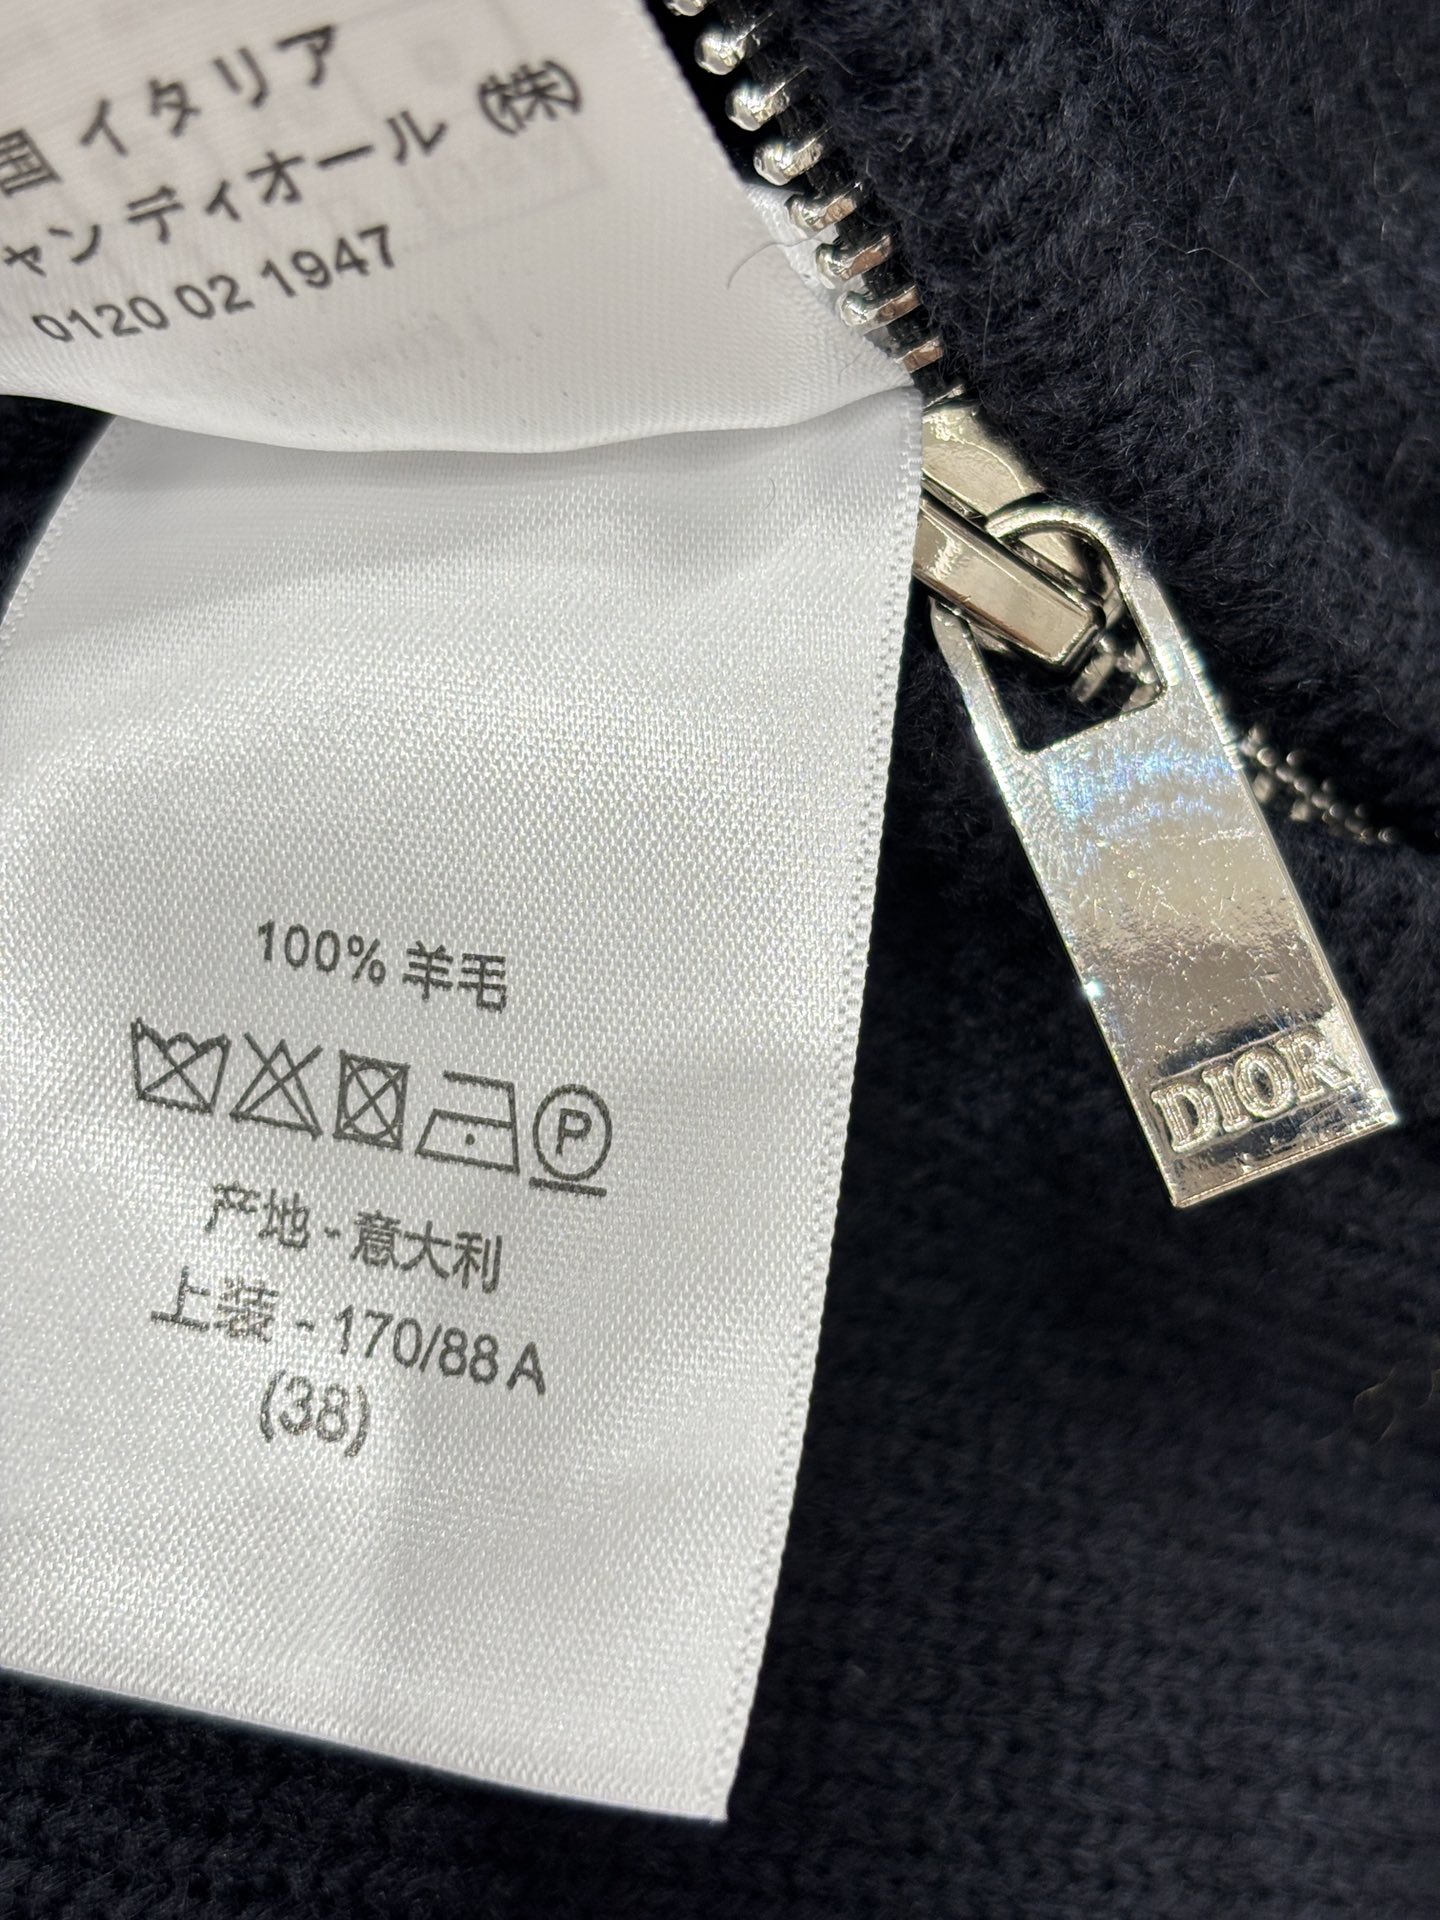 国 イタリア
ャン ディオール (株)
0120 02 1947
100% 羊毛
P
产地 - 意大利
上装 - 170/88 A
(38)
DIOR